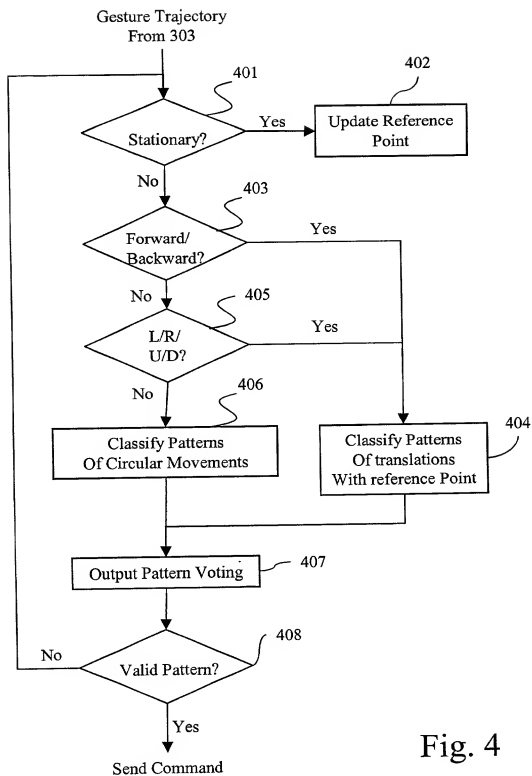 Gesture Trajectory
From 303
401
Stationary?
Yes
402
Update Reference
Point
No
403
Forward/
Backward?
Yes
No
405
L/R/
U/D?
Yes
No
406
Classify Patterns
Of Circular Movements
404
Classify Patterns
Of translations
With reference Point
Output Pattern Voting
407
Valid Pattern?
408
No
Yes
Send Command
Fig. 4